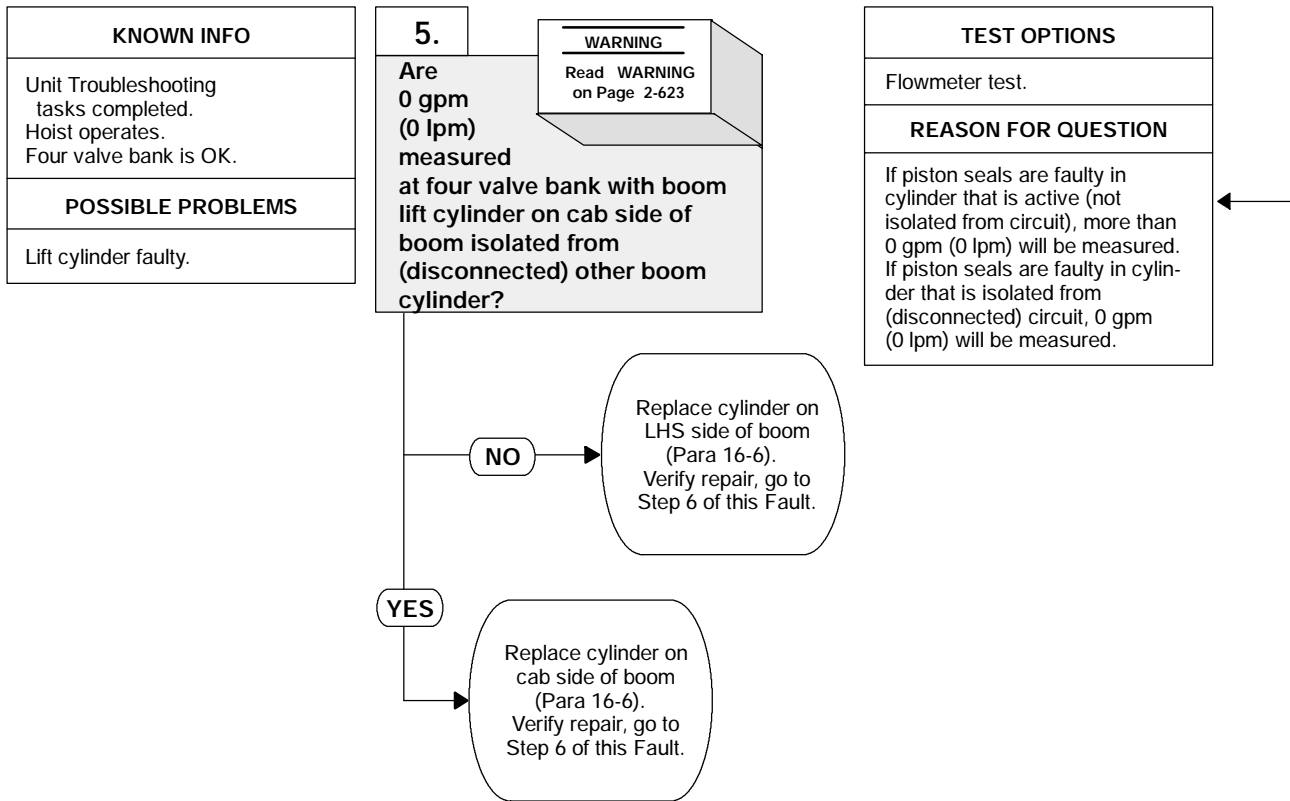 KNOWN INFO
Unit Troubleshooting
tasks completed.
Hoist operates.
Four valve bank is OK.
POSSIBLE PROBLEMS
Lift cylinder faulty.
5.
WARNING
Read WARNING
on Page 2-623
Are
0 gpm
(0 lpm)
measured
at four valve bank with boom
lift cylinder on cab side of
boom isolated from
(disconnected) other boom
cylinder?
TEST OPTIONS
Flowmeter test.
REASON FOR QUESTION
If piston seals are faulty in
cylinder that is active (not
isolated from circuit), more than
0 gpm (0 lpm) will be measured.
If piston seals are faulty in cylin-
der that is isolated from
(disconnected) circuit, 0 gpm
(0 lpm) will be measured.
NO
Replace cylinder on
LHS side of boom
(Para 16-6).
Verify repair, go to
Step 6 of this Fault.
YES
Replace cylinder on
cab side of boom
(Para 16-6).
Verify repair, go to
Step 6 of this Fault.